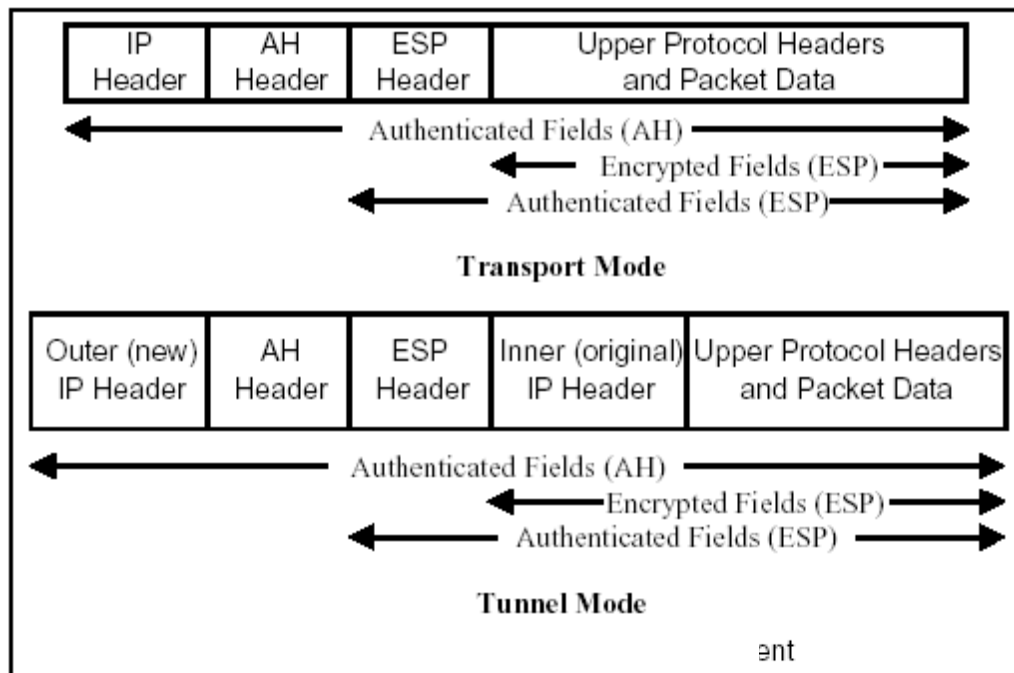 IP Header
AH Header
ESP Header
Upper Protocol Headers and Packet Data
Authenticated Fields (AH)
Encrypted Fields (ESP)
Authenticated Fields (ESP)
Transport Mode
Outer (new) IP Header
AH Header
ESP Header
Inner (original) IP Header
Upper Protocol Headers and Packet Data
Authenticated Fields (AH)
Encrypted Fields (ESP)
Authenticated Fields (ESP)
Tunnel Mode
ent